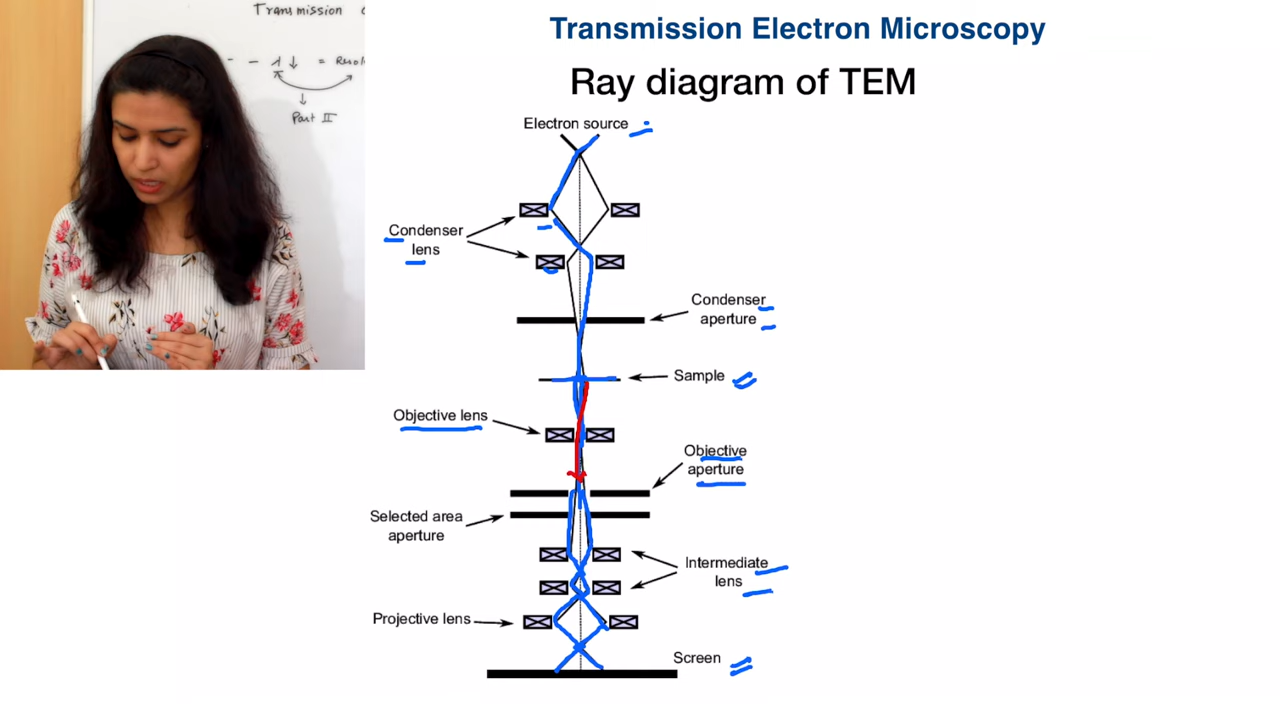 Transmission
λ ↓ = Resol
↓
Part II
Transmission Electron Microscopy
Ray diagram of TEM
Electron source
Condenser
lens
Condenser
aperture
Sample
Objective lens
Objective
aperture
Selected area
aperture
Intermediate
lens
Projective lens
Screen